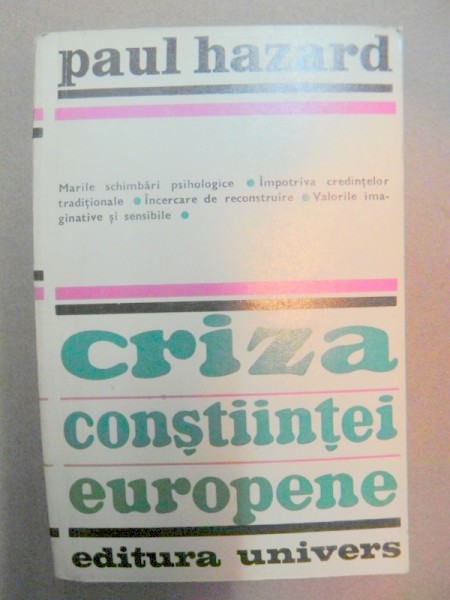 paul hazard
Marile schimbări psihologice • Împotriva credințelor
tradiționale • Încercare de reconstruire • Valorile ima-
ginative și sensibile •
criza
conștiinței
europene
editura univers